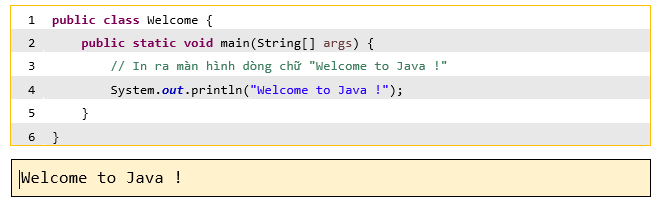 1 public class Welcome {
2 public static void main(String[] args) {
3 // In ra màn hình dòng chữ "Welcome to Java !"
4 System.out.println("Welcome to Java !");
5 }
6 }
Welcome to Java !